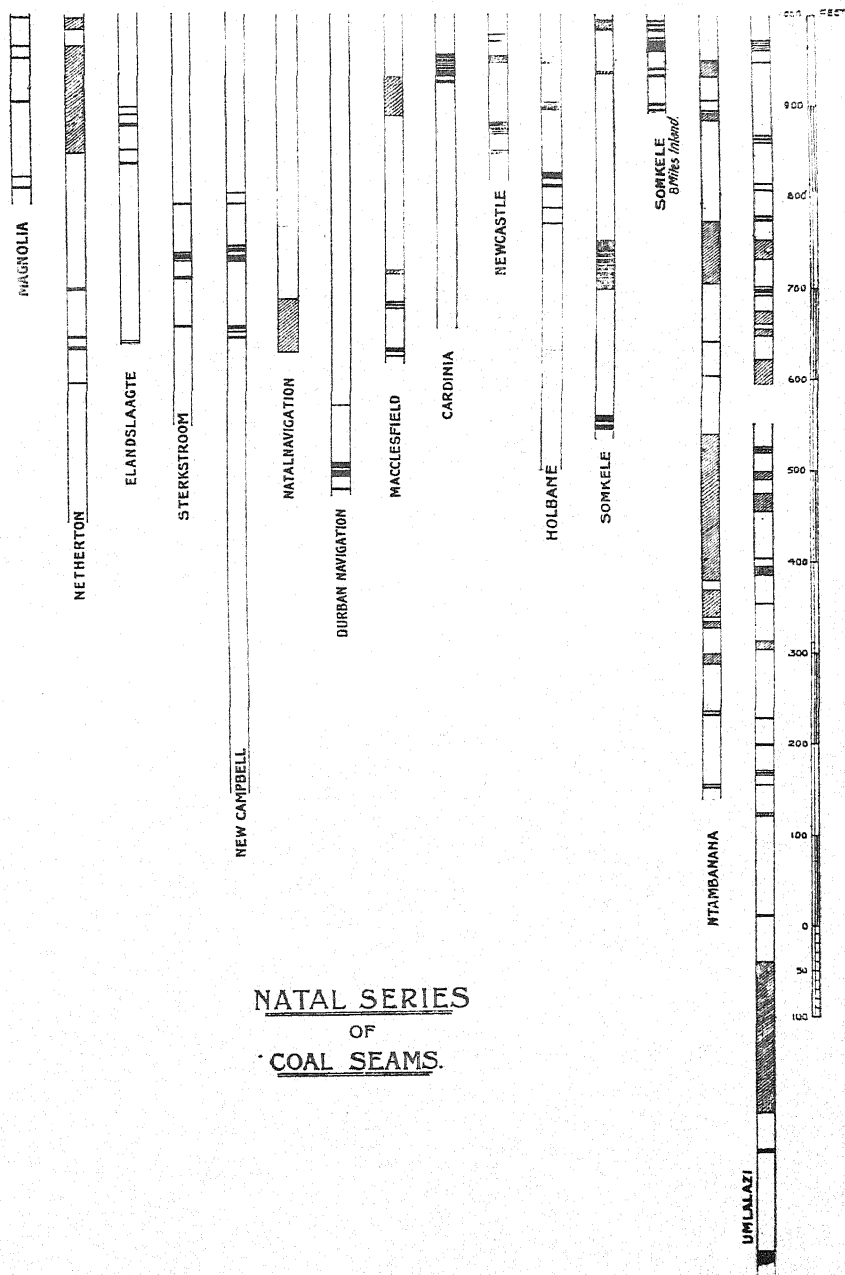 MAGNOLIA
NETHERTON
ELANDSLAAGTE
STERKSTROOM
NEW CAMPBELL
NATALNAVIGATION
DURBAN NAVIGATION
MACCLESFIELD
CARDINIA
NEWCASTLE
HOLBANE
SOMKELE
SOMKELE
8 Miles Inland.
NTAMBANANA
UMLALAZI
FEET
900
800
700
600
500
400
300
200
100
0
50
100
NATAL SERIES
OF
COAL SEAMS.